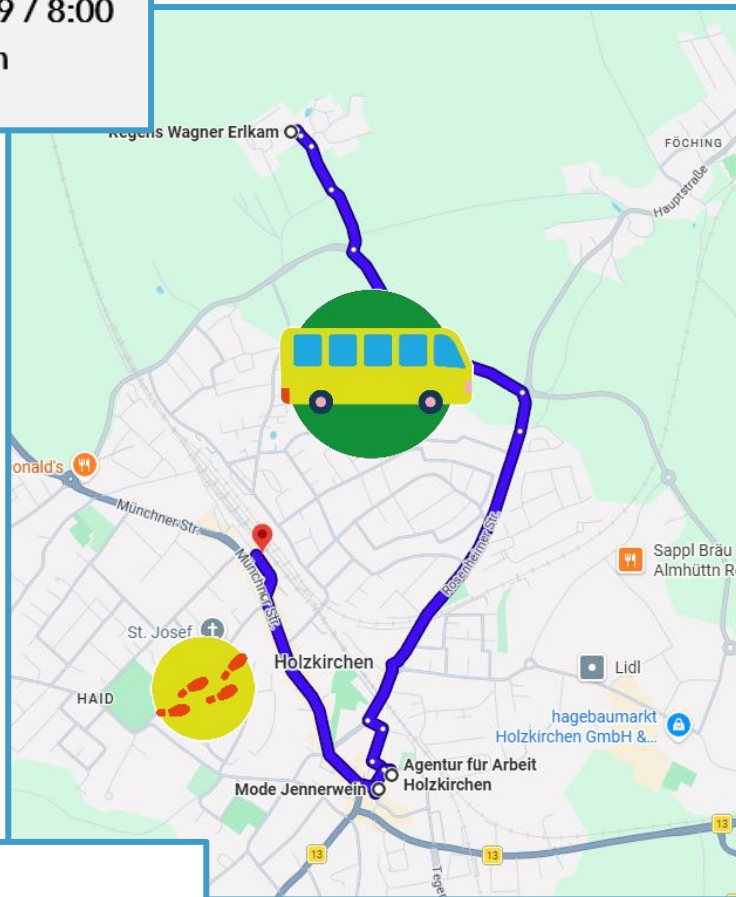 9 / 8:00
Regens Wagner Erlkam
FÖCHING
Hauptstraße
onald's
Münchner Str.
Rosenheimer Str.
Sappl Bräu
Almhüttn R
Münchner Str.
St. Josef
Holzkirchen
Lidl
HAID
hagebaumarkt
Holzkirchen GmbH &...
Agentur für Arbeit
Holzkirchen
Mode Jennerwein
13
13
13
Teger